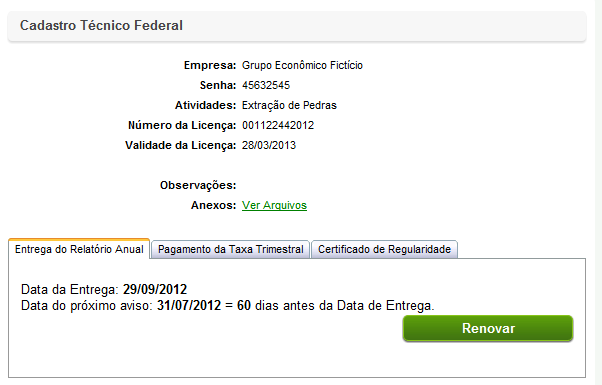 Cadastro Técnico Federal
Empresa: Grupo Econômico Fictício
Senha: 45632545
Atividades: Extração de Pedras
Número da Licença: 001122442012
Validade da Licença: 28/03/2013
Observações:
Anexos: Ver Arquivos
Entrega do Relatório Anual Pagamento da Taxa Trimestral Certificado de Regularidade
Data da Entrega: 29/09/2012
Data do próximo aviso: 31/07/2012 = 60 dias antes da Data de Entrega.
Renovar